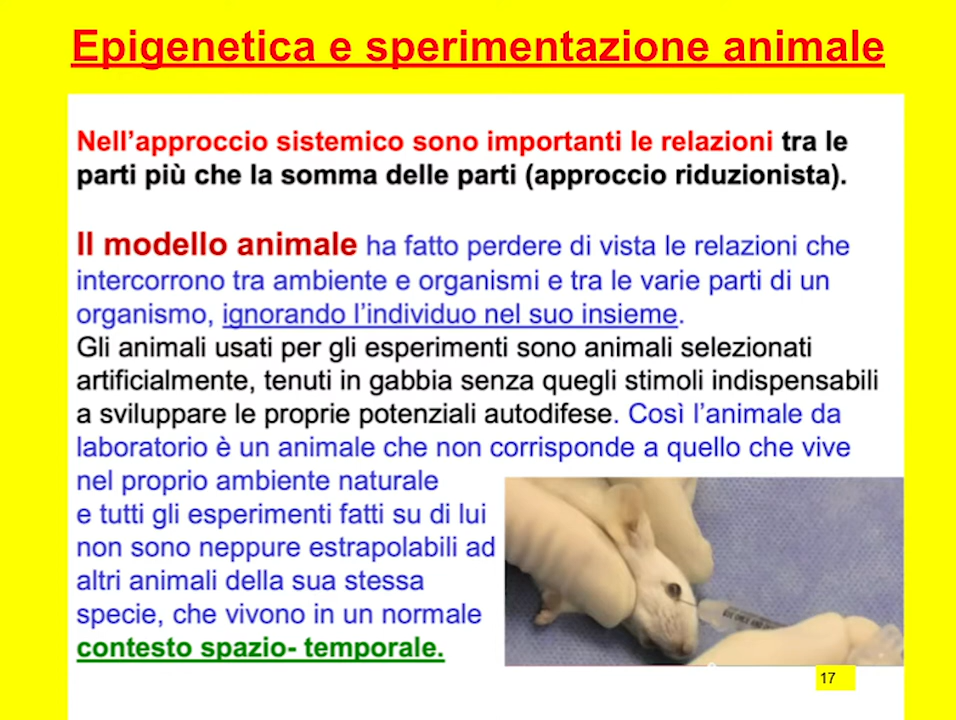 Epigenetica e sperimentazione animale
Nell'approccio sistemico sono importanti le relazioni tra le
parti più che la somma delle parti (approccio riduzionista).
Il modello animale ha fatto perdere di vista le relazioni che
intercorrono tra ambiente e organismi e tra le varie parti di un
organismo, ignorando l'individuo nel suo insieme.
Gli animali usati per gli esperimenti sono animali selezionati
artificialmente, tenuti in gabbia senza quegli stimoli indispensabili
a sviluppare le proprie potenziali autodifese. Così l'animale da
laboratorio è un animale che non corrisponde a quello che vive
nel proprio ambiente naturale
e tutti gli esperimenti fatti su di lui
non sono neppure estrapolabili ad
altri animali della sua stessa
specie, che vivono in un normale
contesto spazio- temporale.
17